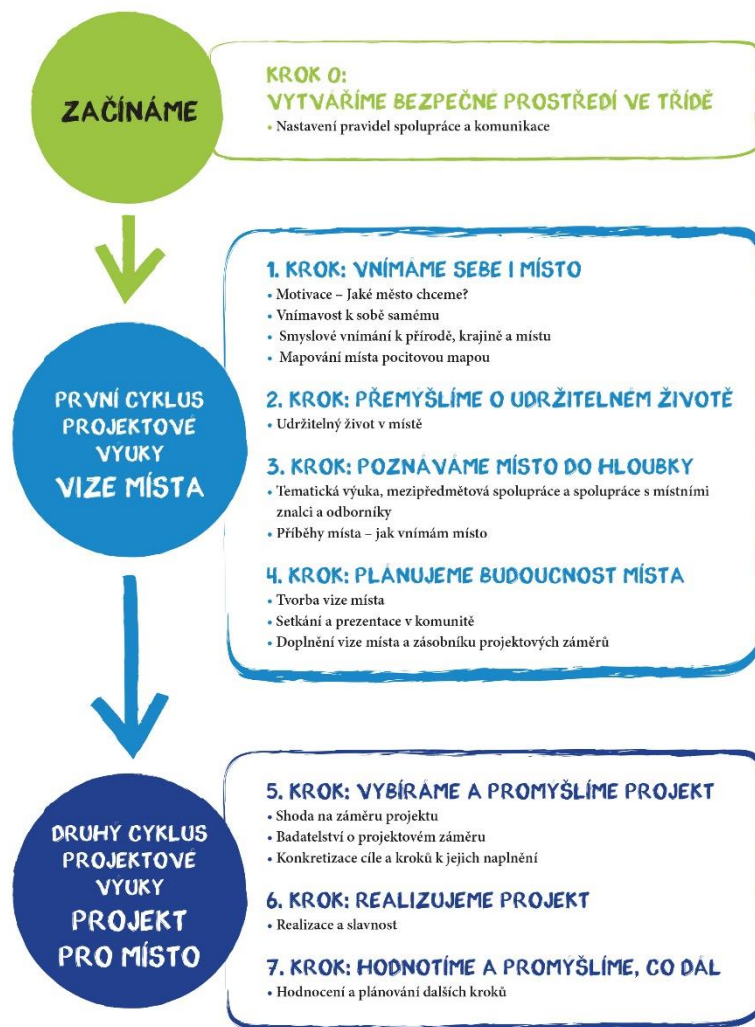 ZAČÍNÁME
KROK 0:
VYTVÁŘÍME BEZPEČNÉ PROSTŘEDÍ VE TŘÍDĚ
• Nastavení pravidel spolupráce a komunikace
PRVNÍ CYKLUS
PROJEKTOVÉ
VÝUKY
VIZE MÍSTA
1. KROK: VNÍMÁME SEBE I MÍSTO
• Motivace – Jaké město chceme?
• Vnímavost k sobě samému
• Smyslové vnímání k přírodě, krajině a místu
• Mapování místa pocitovou mapou
2. KROK: PŘEMÝŠLÍME O UDRŽITELNÉM ŽIVOTĚ
• Udržitelný život v místě
3. KROK: POZNÁVÁME MÍSTO DO HLOUBKY
• Tematická výuka, mezipředmětová spolupráce a spolupráce s místními
znalci a odborníky
• Příběhy místa – jak vnímám místo
4. KROK: PLÁNUJEME BUDOUCNOST MÍSTA
• Tvorba vize místa
• Setkání a prezentace v komunitě
• Doplnění vize místa a zásobníku projektových záměrů
DRUHÝ CYKLUS
PROJEKTOVÉ
VÝUKY
PROJEKT
PRO MÍSTO
5. KROK: VYBÍRÁME A PROMÝŠLÍME PROJEKT
• Shoda na záměru projektu
• Badatelství o projektovém záměru
• Konkretizace cíle a kroků k jejich naplnění
6. KROK: REALIZUJEME PROJEKT
• Realizace a slavnost
7. KROK: HODNOTÍME A PROMÝŠLÍME, CO DÁL
• Hodnocení a plánování dalších kroků